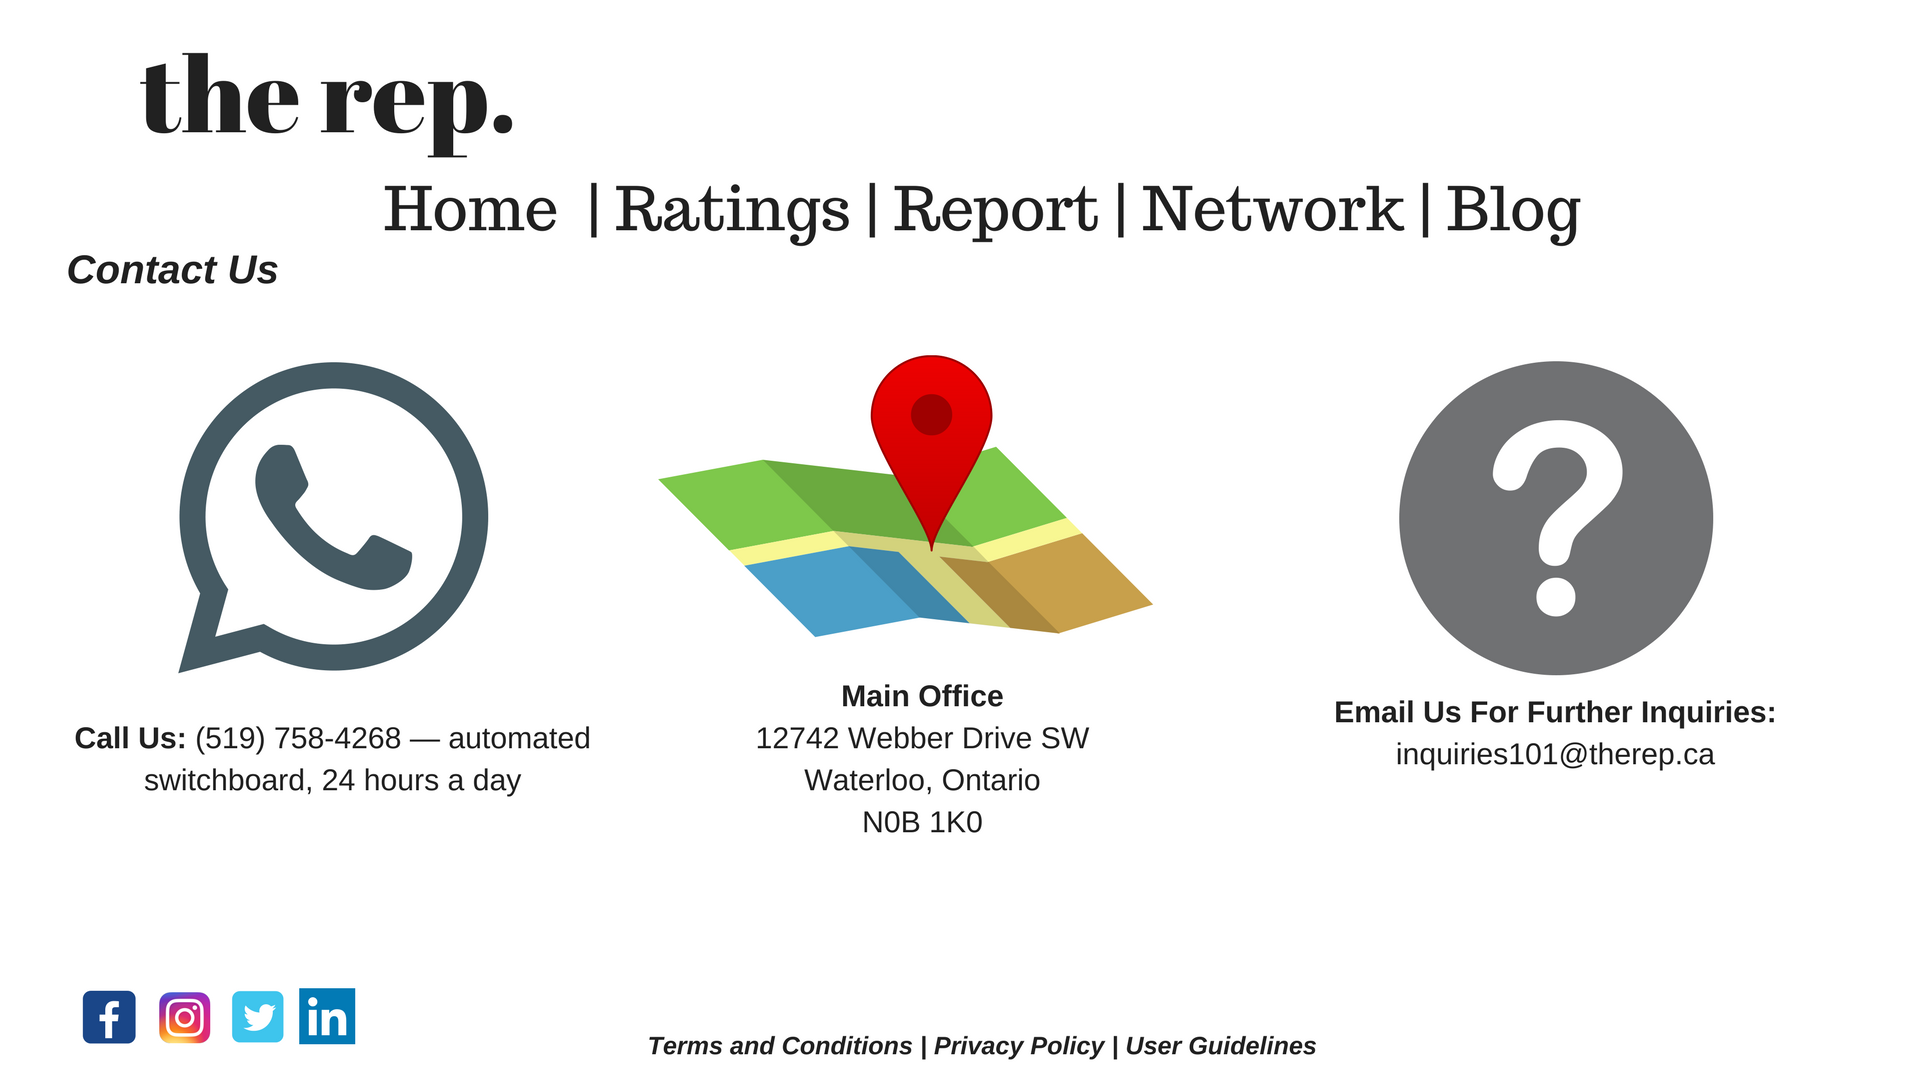 the rep.
Home | Ratings | Report | Network | Blog
Contact Us
Call Us: (519) 758-4268 — automated
switchboard, 24 hours a day
Main Office
12742 Webber Drive SW
Waterloo, Ontario
N0B 1K0
Email Us For Further Inquiries:
inquiries101@therep.ca
f
in
Terms and Conditions | Privacy Policy | User Guidelines